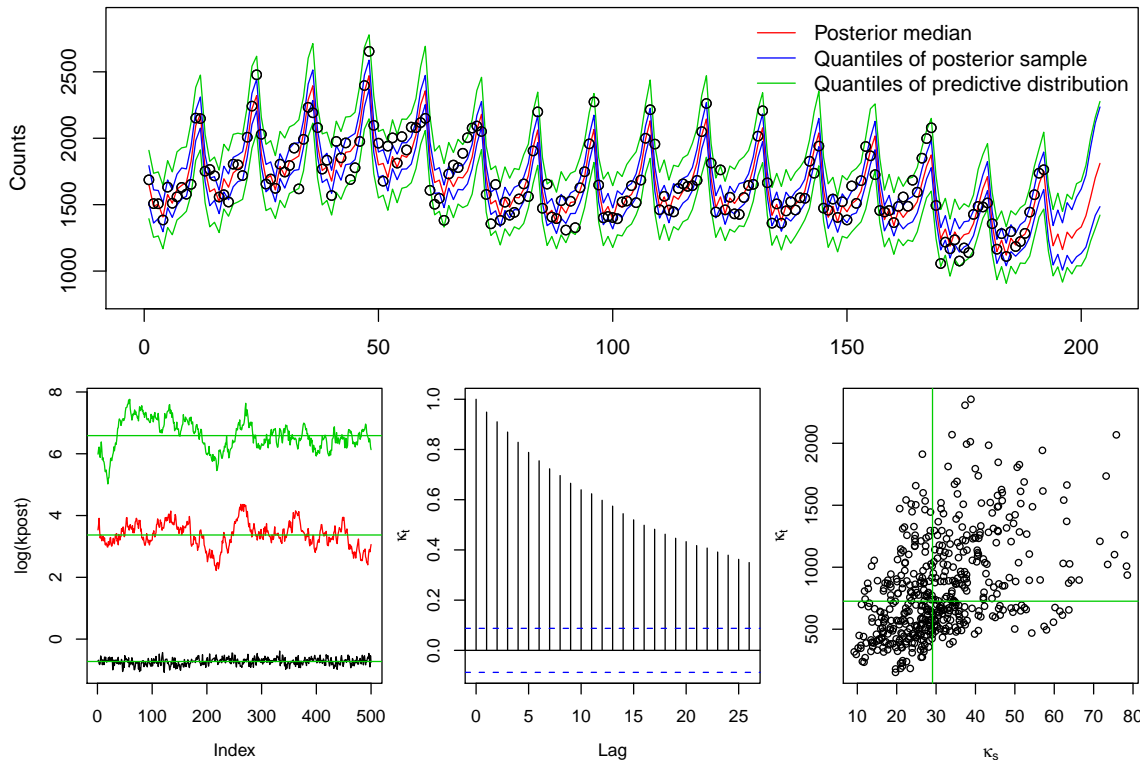 Posterior median
Quantiles of posterior sample
Quantiles of predictive distribution
Counts
2500
2000
1500
1000
0 50 100 150 200
log(kpost)
8
6
4
2
0
0 100 200 300 400 500
Index
κt
1.0
0.8
0.6
0.4
0.2
0.0
0 5 10 15 20 25
Lag
κt
2000
1500
1000
500
10 20 30 40 50 60 70 80
κs